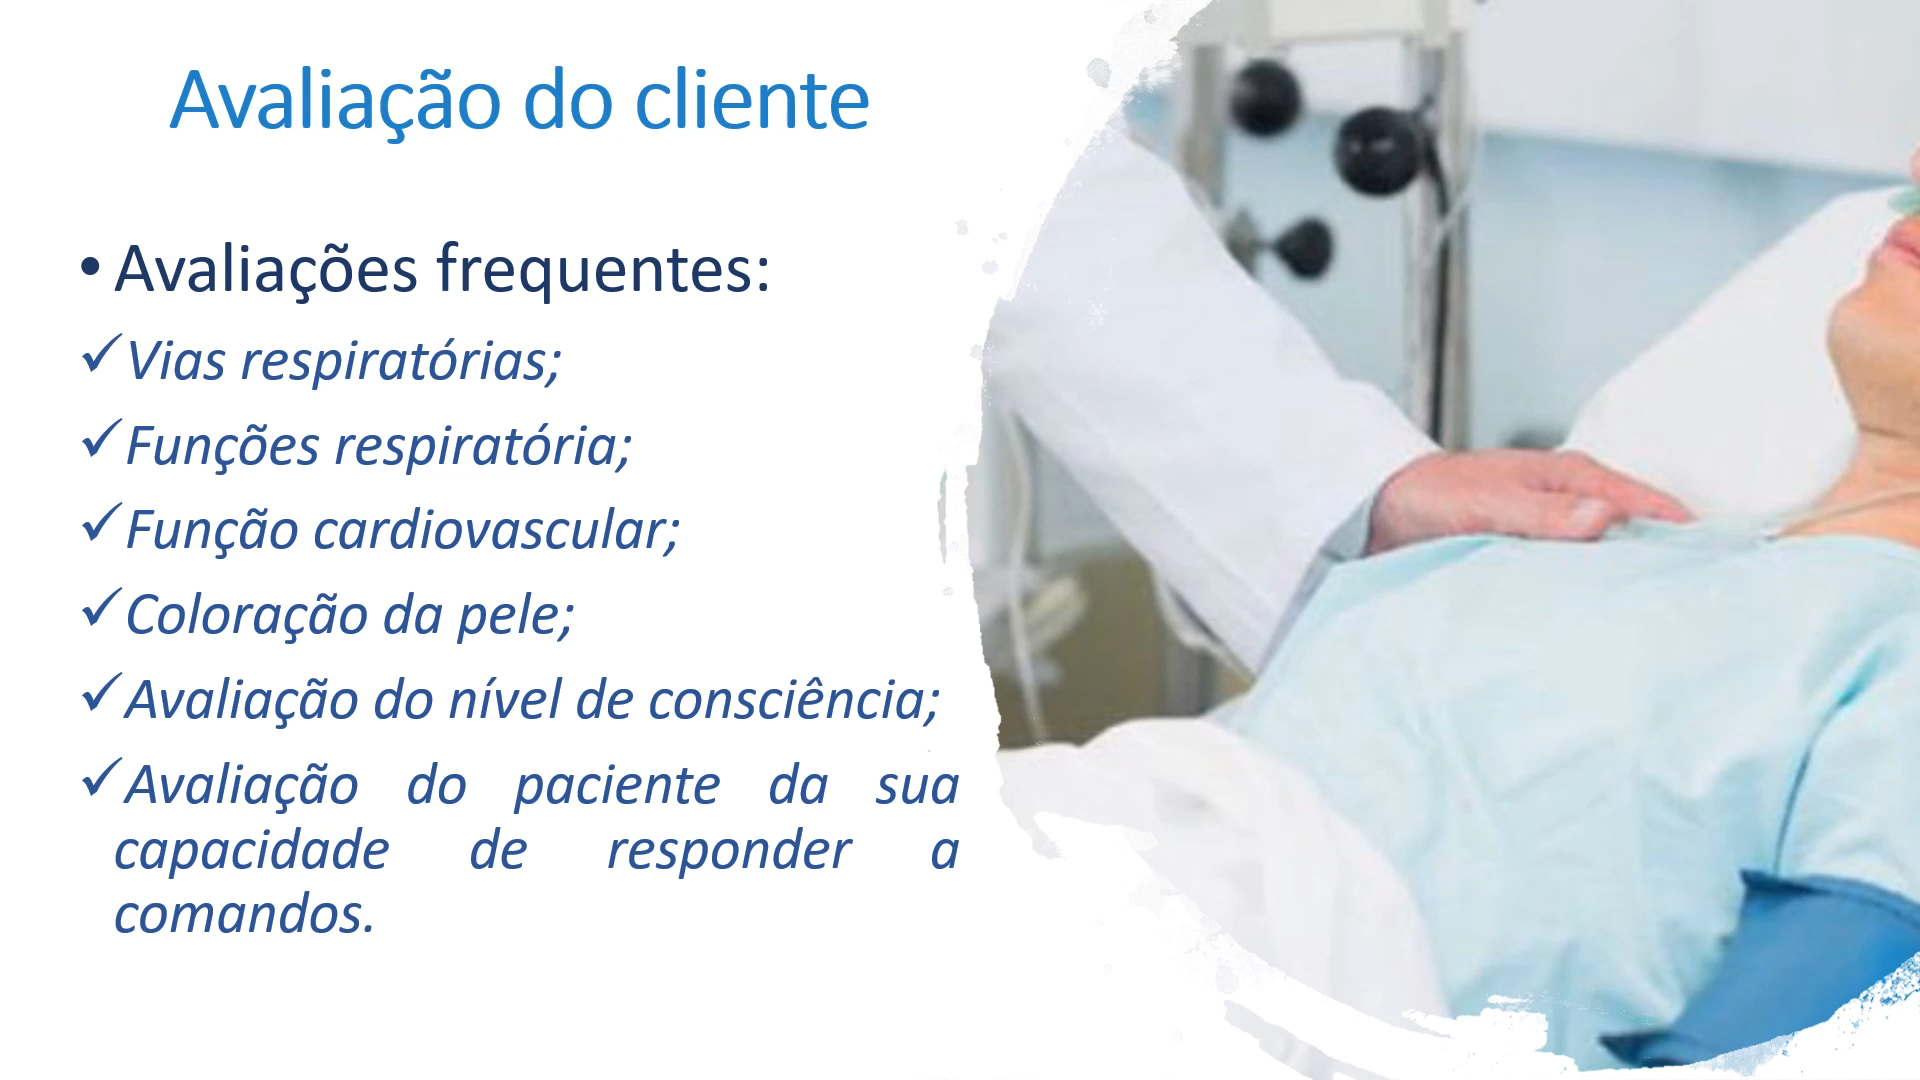 Avaliação do cliente
• Avaliações frequentes:
✓Vias respiratórias;
✓Funções respiratória;
✓Função cardiovascular;
✓Coloração da pele;
✓Avaliação do nível de consciência;
✓Avaliação do paciente da sua
capacidade de responder a
comandos.